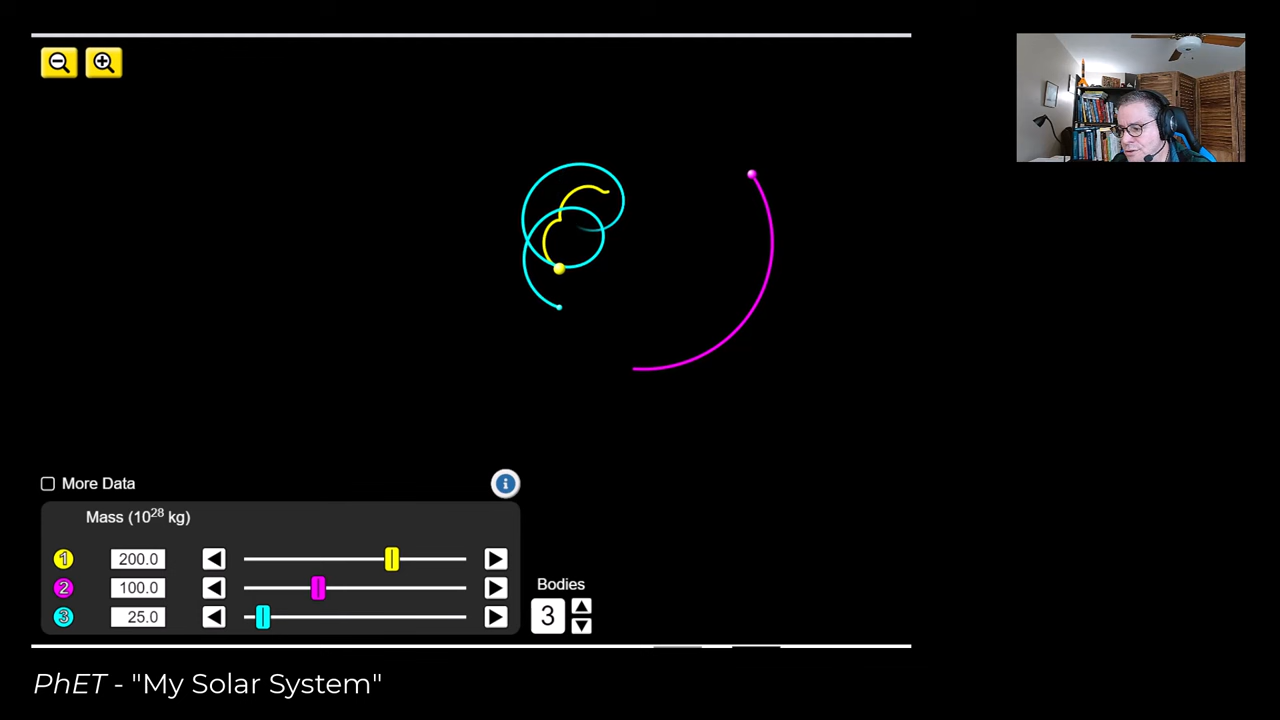 More Data
Mass (10²⁸ kg)
1 200.0
2 100.0
3 25.0
Bodies
3
PhET - "My Solar System"